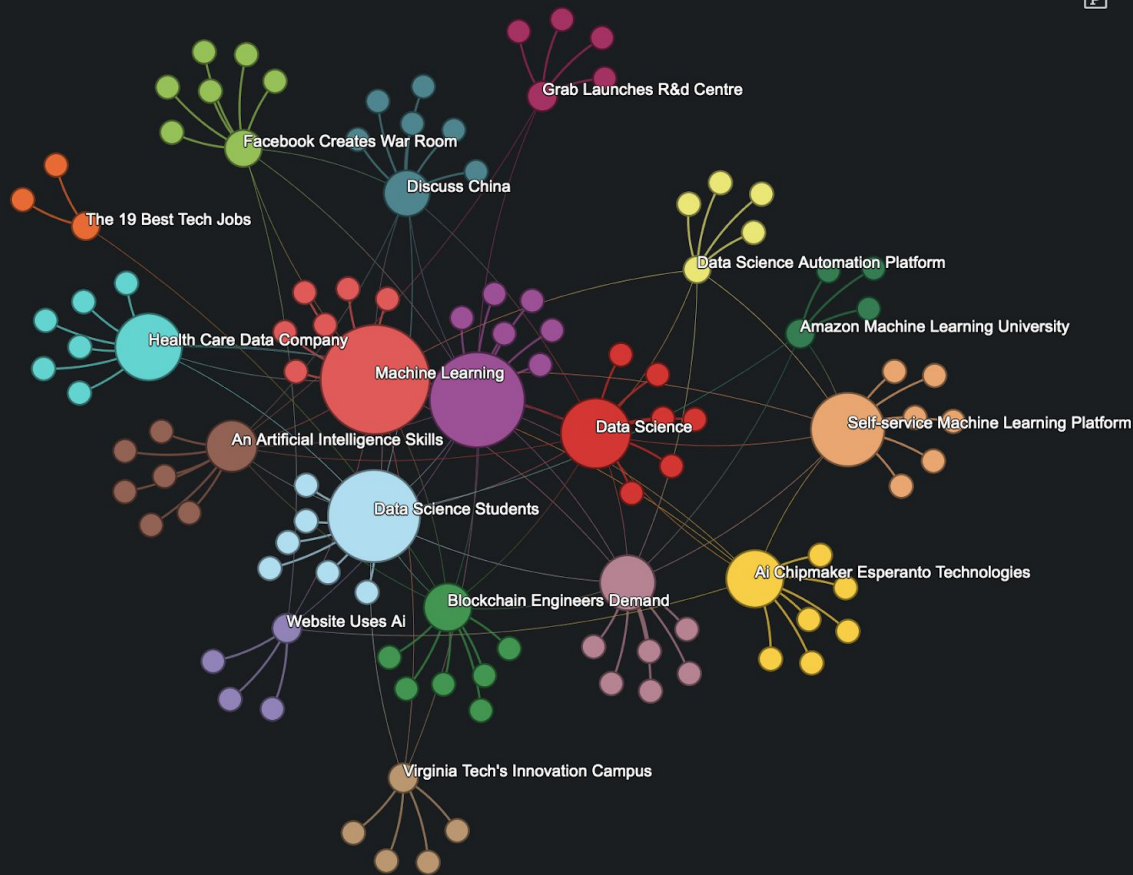 Grab Launches R&d Centre
Facebook Creates War Room
Discuss China
The 19 Best Tech Jobs
Data Science Automation Platform
Amazon Machine Learning University
Health Care Data Company
Machine Learning
Self-service Machine Learning Platform
Data Science
An Artificial Intelligence Skills
Data Science Students
Ai Chipmaker Esperanto Technologies
Blockchain Engineers Demand
Website Uses Ai
Virginia Tech's Innovation Campus